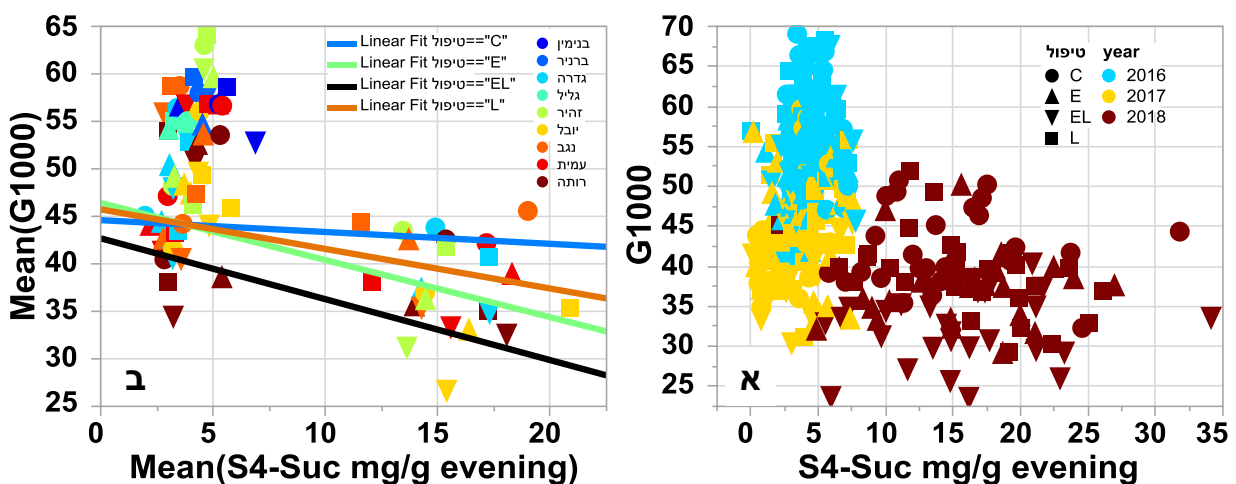 65
60
55
50
45
40
35
30
25
Mean(G1000)
Linear Fit טיפול=="C"
Linear Fit טיפול=="E"
Linear Fit טיפול=="EL"
Linear Fit טיפול=="L"
בנימין
ברניר
גדרה
גליל
זהיר
יובל
נגב
עמית
רותה
ב
0 5 10 15 20
Mean(S4-Suc mg/g evening)
70
65
60
55
50
45
40
35
30
25
G1000
טיפול year
C 2016
E 2017
EL 2018
L
א
0 5 10 15 20 25 30 35
S4-Suc mg/g evening